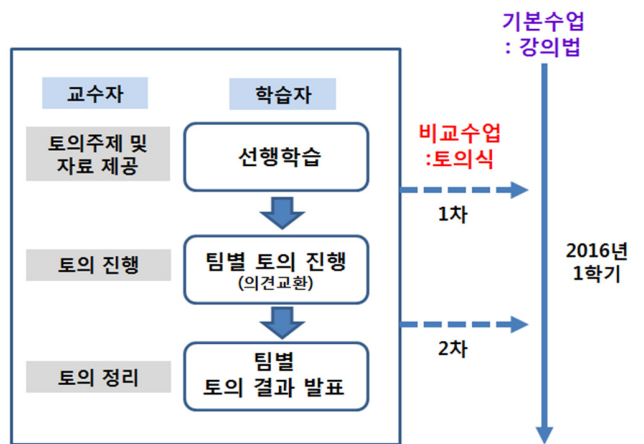 기본수업
: 강의법
교수자
학습자
토의주제 및
자료 제공
선행학습
비교수업
:토의식
1차
토의 진행
팀별 토의 진행
(의견교환)
2016년
1학기
2차
토의 정리
팀별
토의 결과 발표